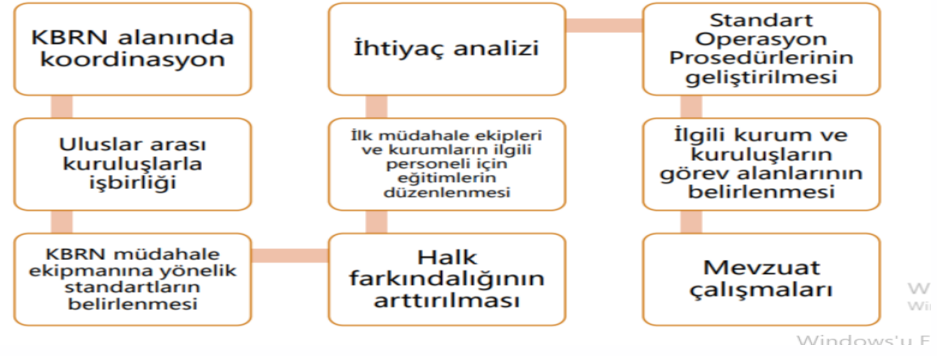 KBRN alanında
koordinasyon
Uluslar arası
kuruluşlarla
işbirliği
KBRN müdahale
ekipmanına yönelik
standartların
belirlenmesi
Halk
farkındalığının
arttırılması
İlk müdahale ekipleri
ve kurumların ilgili
personeli için
eğitimlerin
düzenlenmesi
İhtiyaç analizi
Standart
Operasyon
Prosedürlerinin
geliştirilmesi
İlgili kurum ve
kuruluşların
görev alanlarının
belirlenmesi
Mevzuat
çalışmaları
W
Wi
Windows'u E